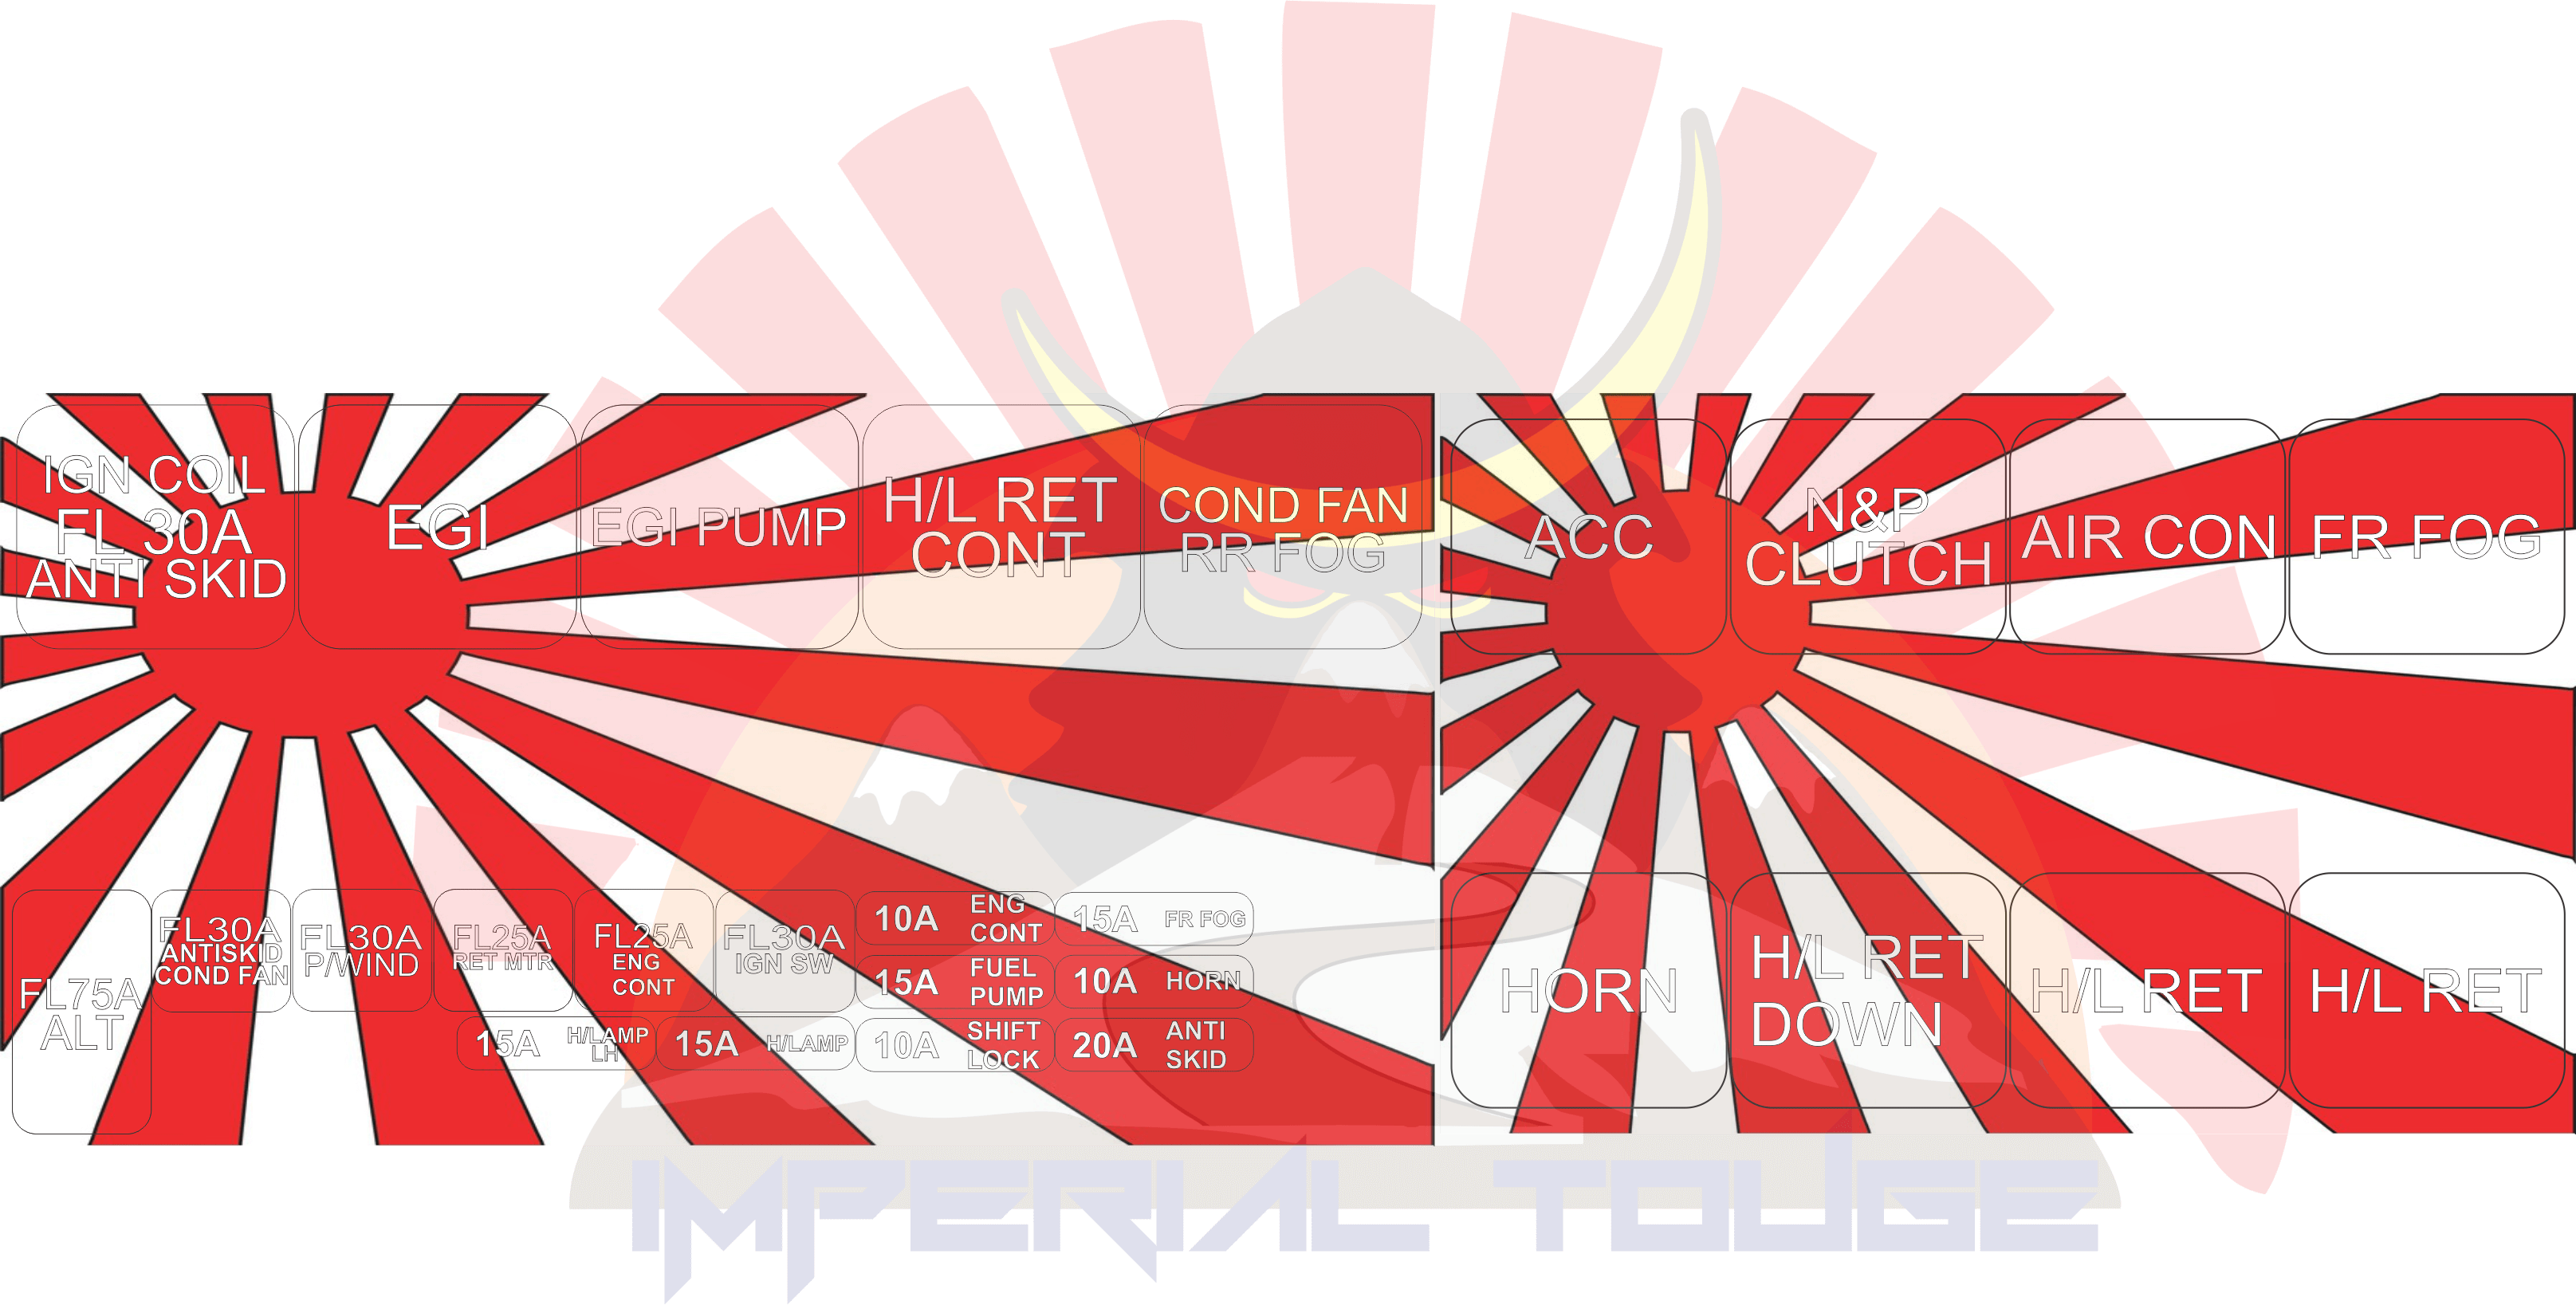 IGN COIL
FL 30A
ANTI SKID
EGI
EGI PUMP
H/L RET
CONT
COND FAN
RR FOG
ACC
N&P
CLUTCH
AIR CON
FR FOG
FL75A
ALT
FL30A
ANTISKID
COND FAN
FL30A
P/WIND
FL25A
RET MTR
FL25A
ENG
CONT
FL30A
IGN SW
10A ENG
CONT
15A FR FOG
15A FUEL
PUMP
10A HORN
15A H/LAMP
LH
15A H/LAMP
10A SHIFT
LOCK
20A ANTI
SKID
HORN
H/L RET
DOWN
H/L RET
H/L RET
IMPERIAL TOUGE